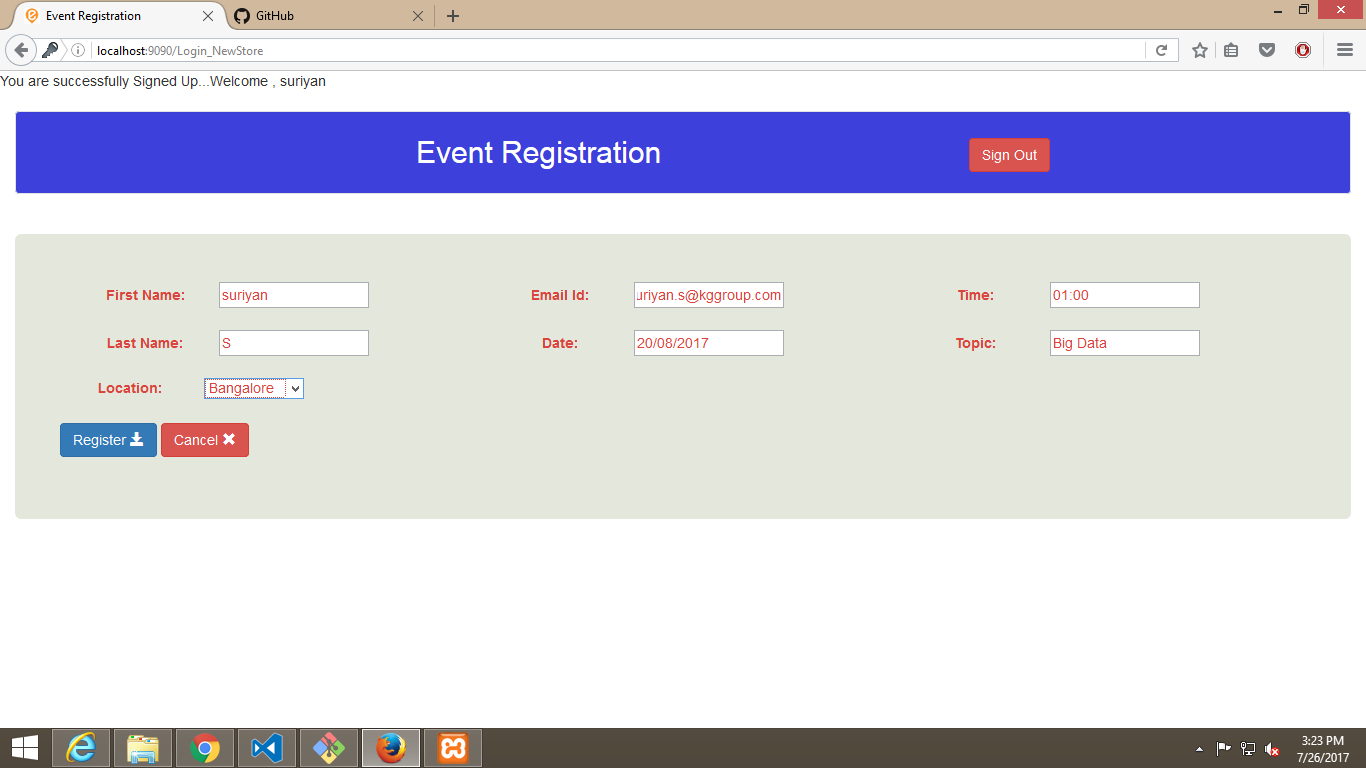 Event Registration
GitHub
localhost:9090/Login_NewStore
You are successfully Signed Up...Welcome , suriyan
Event Registration
Sign Out
First Name: suriyan Email Id: uriyan.s@kggroup.com Time: 01:00
Last Name: S Date: 20/08/2017 Topic: Big Data
Location: Bangalore
Register Cancel
3:23 PM
7/26/2017